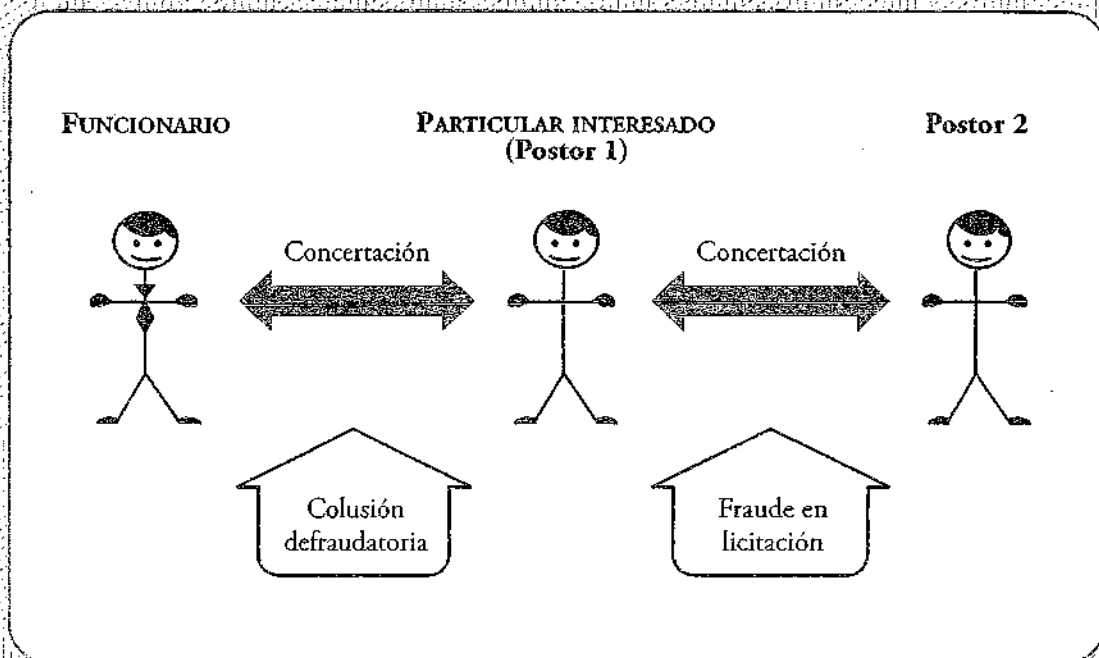 FUNCIONARIO
PARTICULAR INTERESADO
(Postor 1)
Postor 2
Concertación
Concertación
Colusión
defraudatoria
Fraude en
licitación